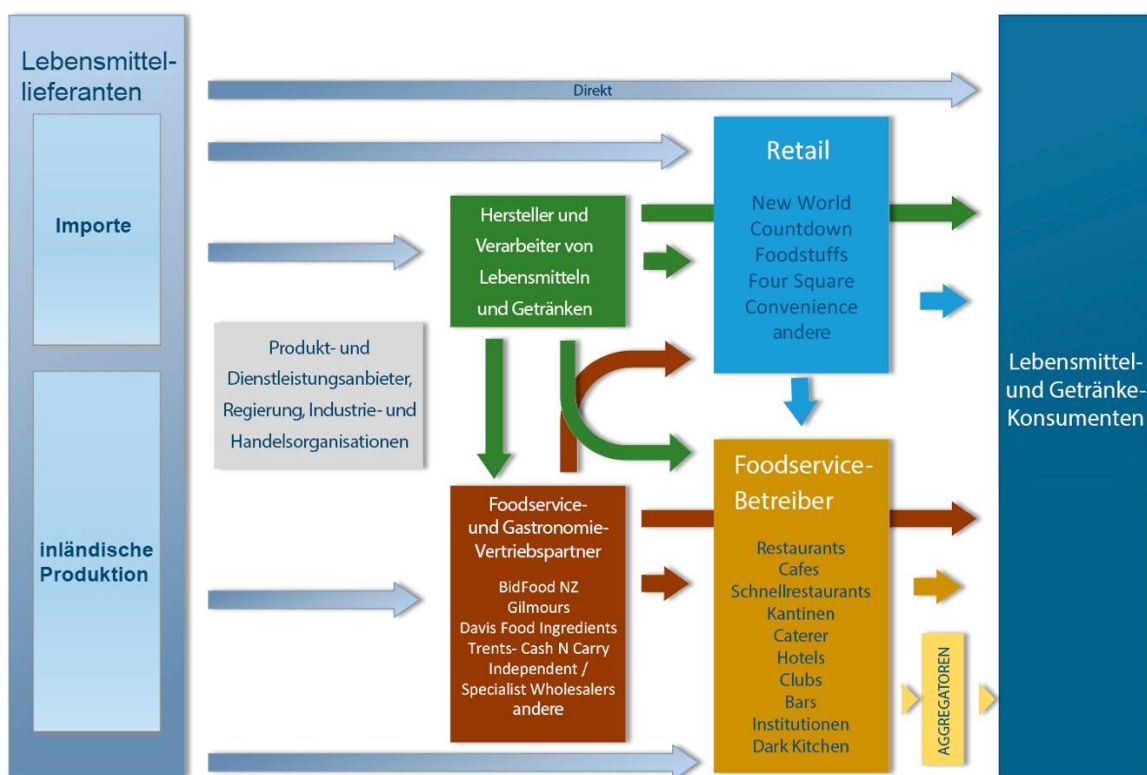 Lebensmittel-
lieferanten
Importe
inländische
Produktion
Direkt
Produkt- und
Dienstleistungsanbieter,
Regierung, Industrie- und
Handelsorganisationen
Hersteller und
Verarbeiter von
Lebensmitteln
und Getränken
Foodservice-
und Gastronomie-
Vertriebspartner
BidFood NZ
Gilmours
Davis Food Ingredients
Trents- Cash N Carry
Independent /
Specialist Wholesalers
andere
Retail
New World
Countdown
Foodstuffs
Four Square
Convenience
andere
Foodservice-
Betreiber
Restaurants
Cafes
Schnellrestaurants
Kantinen
Caterer
Hotels
Clubs
Bars
Institutionen
Dark Kitchen
AGGREGATOREN
Lebensmittel-
und Getränke-
Konsumenten